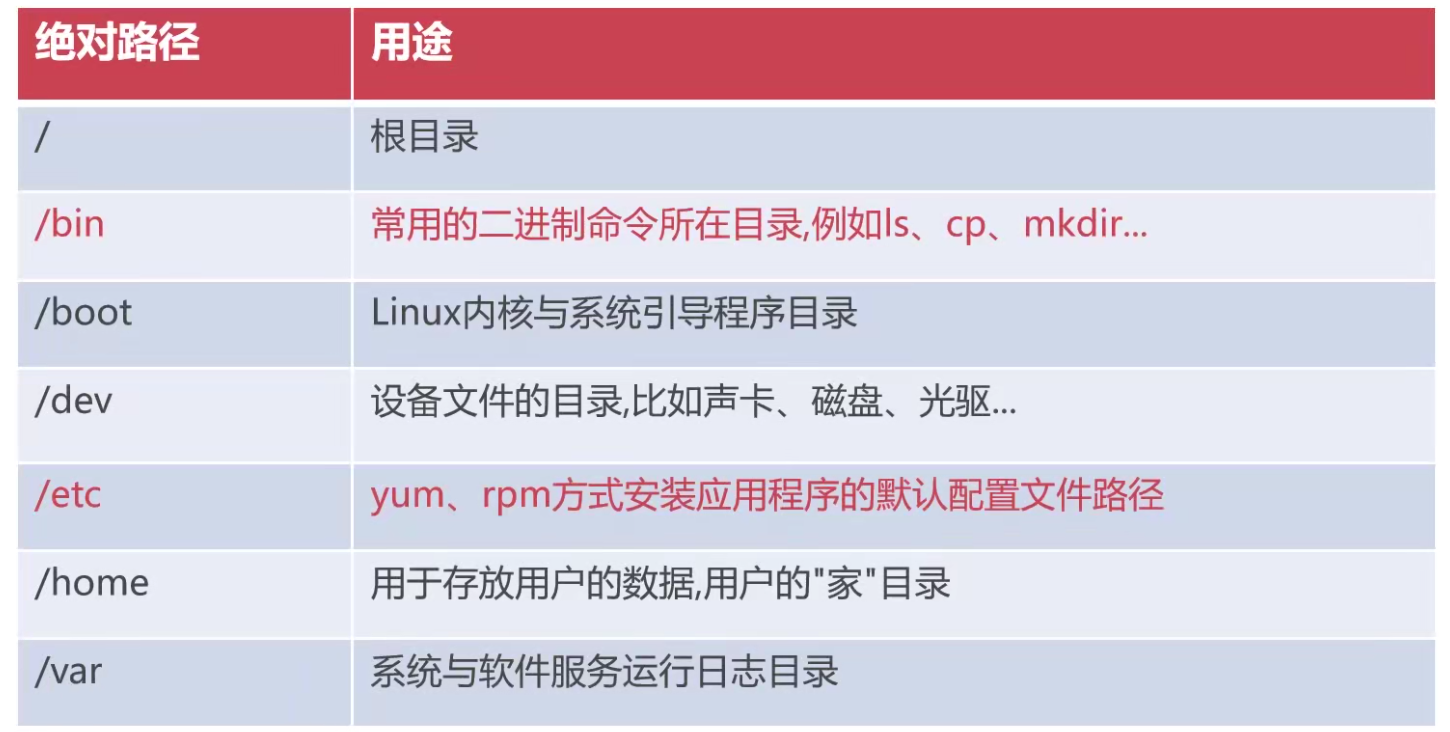 绝对路径 用途
/ 根目录
/bin 常用的二进制命令所在目录,例如ls、cp、mkdir...
/boot Linux内核与系统引导程序目录
/dev 设备文件的目录,比如声卡、磁盘、光驱...
/etc yum、rpm方式安装应用程序的默认配置文件路径
/home 用于存放用户的数据,用户的"家"目录
/var 系统与软件服务运行日志目录